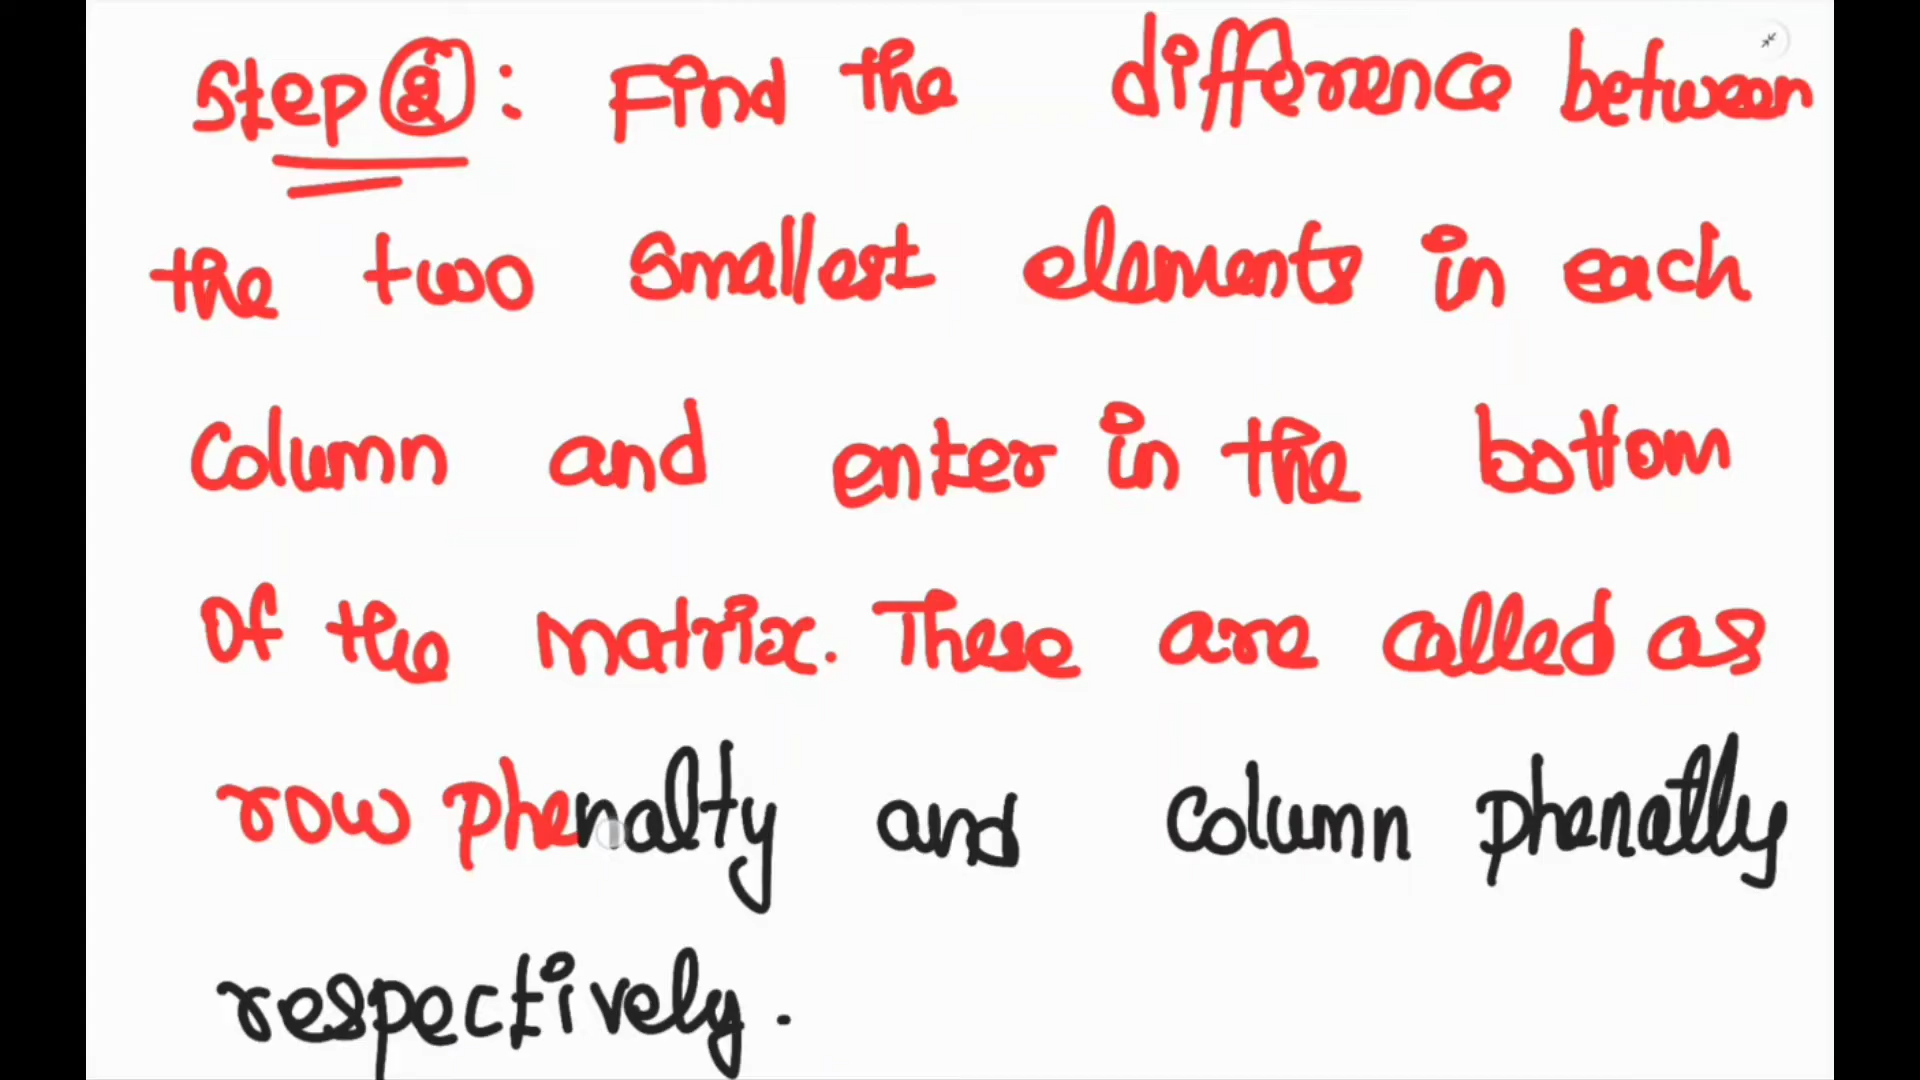 Step ②: Find the difference between
the two smallest elements in each
column and enter in the bottom
of the matrix. These are called as
row phenalty and column phenatlly
respectively.